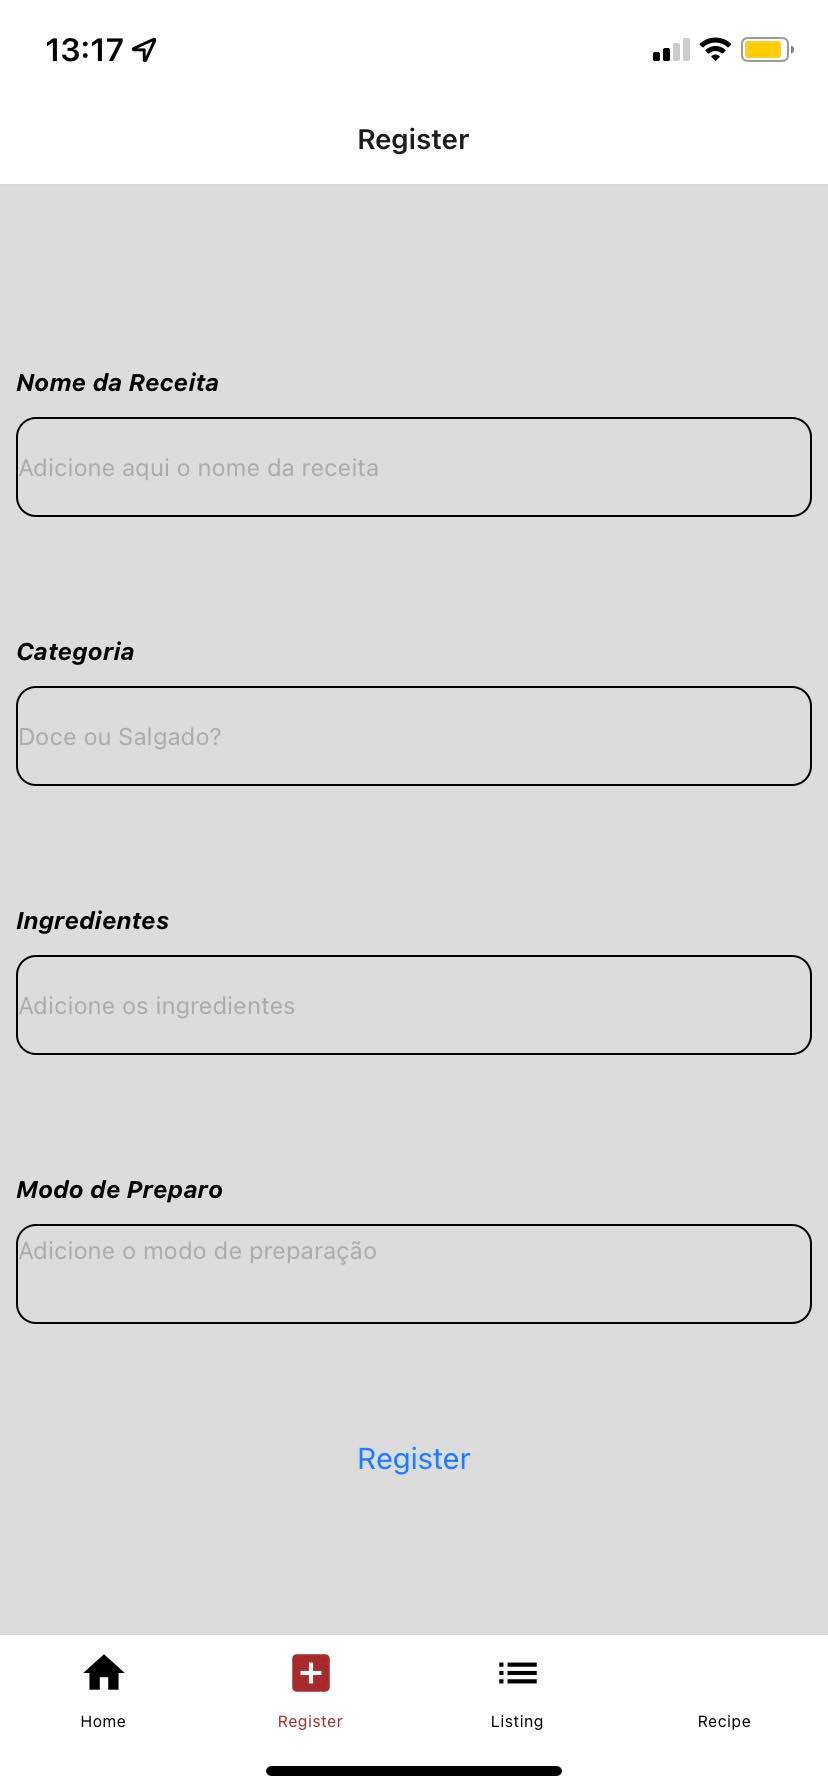 13:17
Register
Nome da Receita
Adicione aqui o nome da receita
Categoria
Doce ou Salgado?
Ingredientes
Adicione os ingredientes
Modo de Preparo
Adicione o modo de preparação
Register
Home Register Listing Recipe